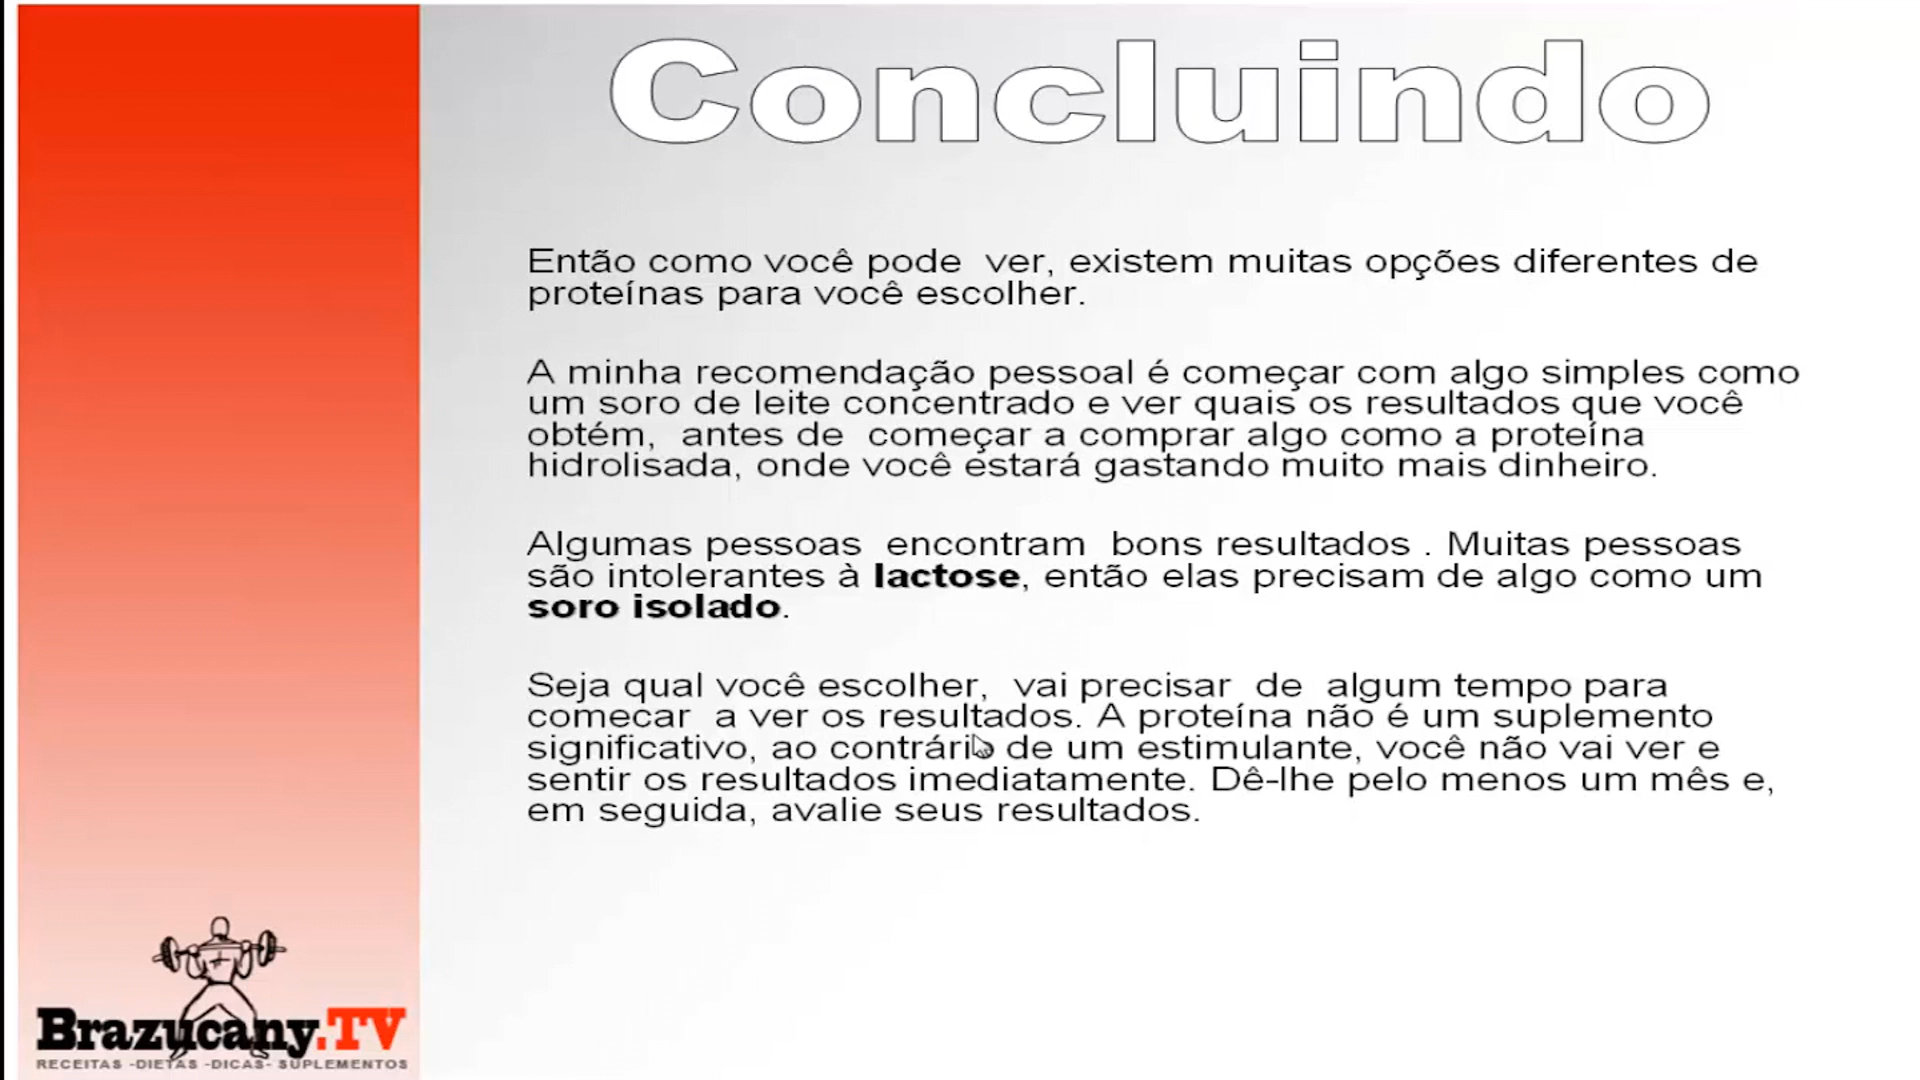 Concluindo
Então como você pode ver, existem muitas opções diferentes de
proteínas para você escolher.
A minha recomendação pessoal é começar com algo simples como
um soro de leite concentrado e ver quais os resultados que você
obtém, antes de começar a comprar algo como a proteína
hidrolisada, onde você estará gastando muito mais dinheiro.
Algumas pessoas encontram bons resultados . Muitas pessoas
são intolerantes à lactose, então elas precisam de algo como um
soro isolado.
Seja qual você escolher, vai precisar de algum tempo para
comecar a ver os resultados. A proteína não é um suplemento
significativo, ao contrário de um estimulante, você não vai ver e
sentir os resultados imediatamente. Dê-lhe pelo menos um mês e,
em seguida, avalie seus resultados.
Brazucany.TV
RECEITAS -DIETAS -DICAS- SUPLEMENTOS